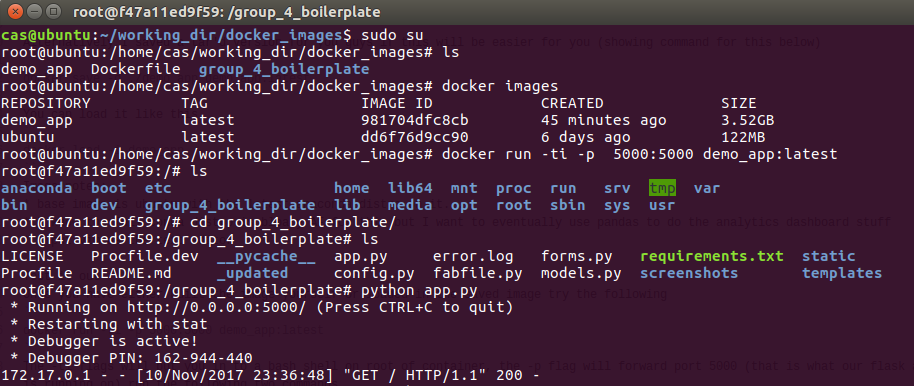 root@f47a11ed9f59: /group_4_boilerplate
cas@ubuntu:~/working_dir/docker_images$ sudo su
root@ubuntu:/home/cas/working_dir/docker_images# ls
demo_app  Dockerfile  group_4_boilerplate
root@ubuntu:/home/cas/working_dir/docker_images# docker images
REPOSITORY          TAG                 IMAGE ID            CREATED             SIZE
demo_app            latest              981704dfc8cb        45 minutes ago      3.52GB
ubuntu              latest              dd6f76d9cc90        6 days ago          122MB
root@ubuntu:/home/cas/working_dir/docker_images# docker run -ti -p  5000:5000 demo_app:latest
root@f47a11ed9f59:/# ls
anaconda  boot  etc                  home  lib64  mnt  proc  run   srv  tmp  var
bin       dev   group_4_boilerplate  lib   media  opt  root  sbin  sys  usr
root@f47a11ed9f59:/# cd group_4_boilerplate/
root@f47a11ed9f59:/group_4_boilerplate# ls
LICENSE   Procfile.dev  __pycache__  app.py     error.log   forms.py   requirements.txt  static
Procfile  README.md     _updated     config.py  fabfile.py  models.py  screenshots       templates
root@f47a11ed9f59:/group_4_boilerplate# python app.py
 * Running on http://0.0.0.0:5000/ (Press CTRL+C to quit)
 * Restarting with stat
 * Debugger is active!
 * Debugger PIN: 162-944-440
172.17.0.1 - - [10/Nov/2017 23:36:48] "GET / HTTP/1.1" 200 -